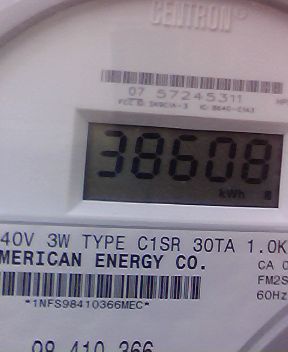 CENTRON®
07 57245311
38608
kWh
40V 3W TYPE C1SR 30TA 1.0K
MERICAN ENERGY CO.
CA 0
FM2S
60Hz
*1NFS98410366MEC*
98 410 366